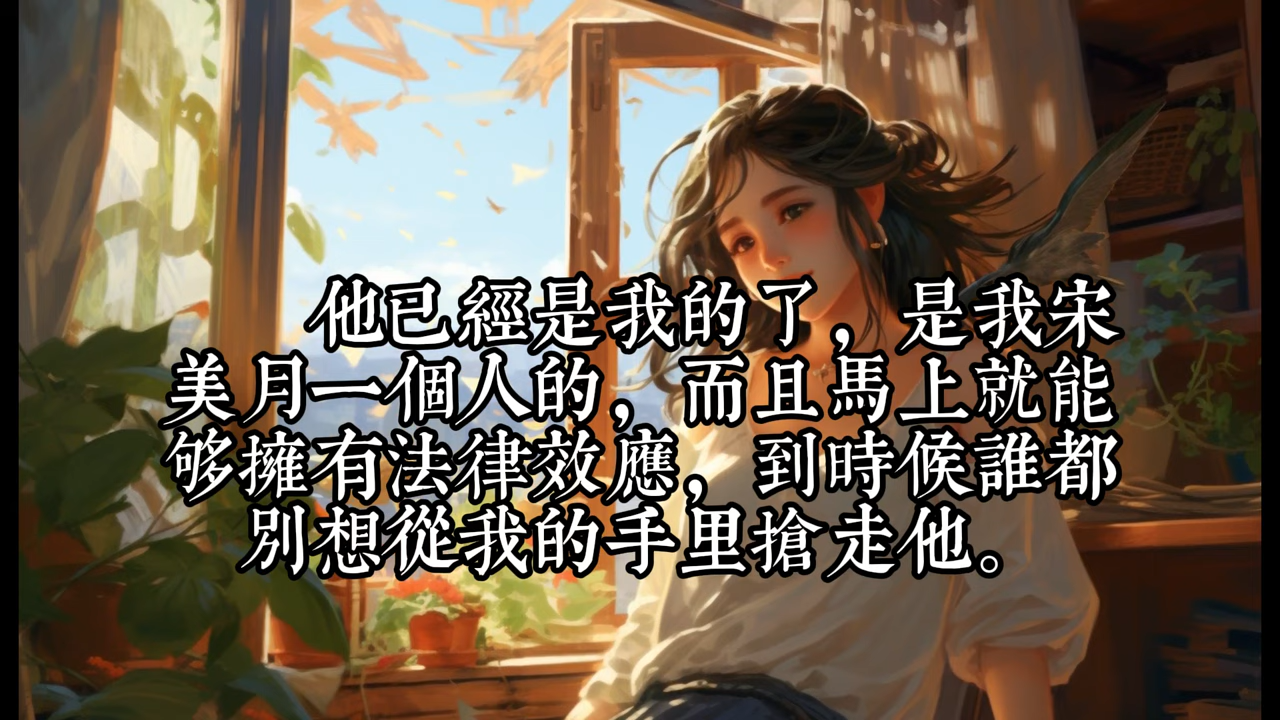 他已經是我的了，是我宋
美月一個人的，而且馬上就能
够擁有法律效應，到時候誰都
別想從我的手里搶走他。